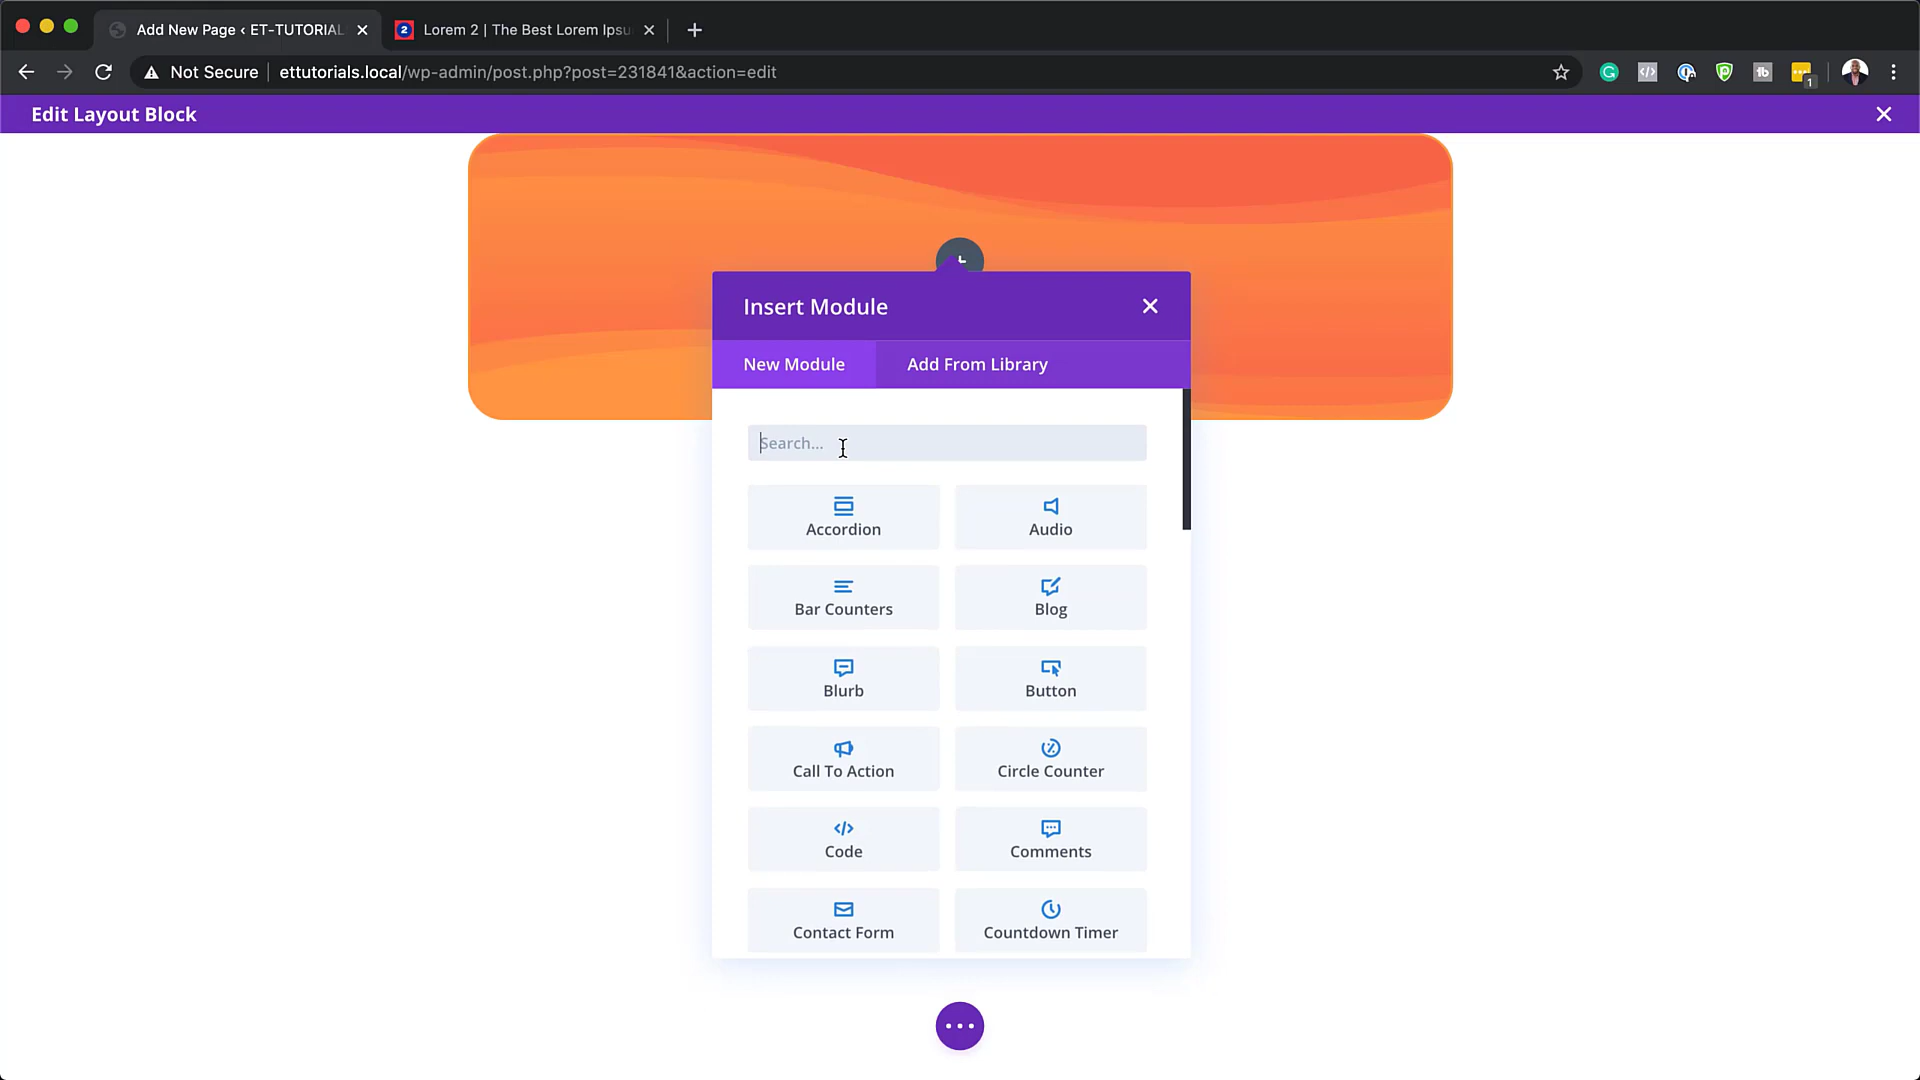 Add New Page ‹ ET-TUTORIAL
2
Lorem 2 | The Best Lorem Ipsu
Not Secure
ettutorials.local/wp-admin/post.php?post=231841&action=edit
1
Edit Layout Block
Insert Module
New Module
Add From Library
Search...
Accordion
Audio
Bar Counters
Blog
Blurb
Button
Call To Action
Circle Counter
Code
Comments
Contact Form
Countdown Timer